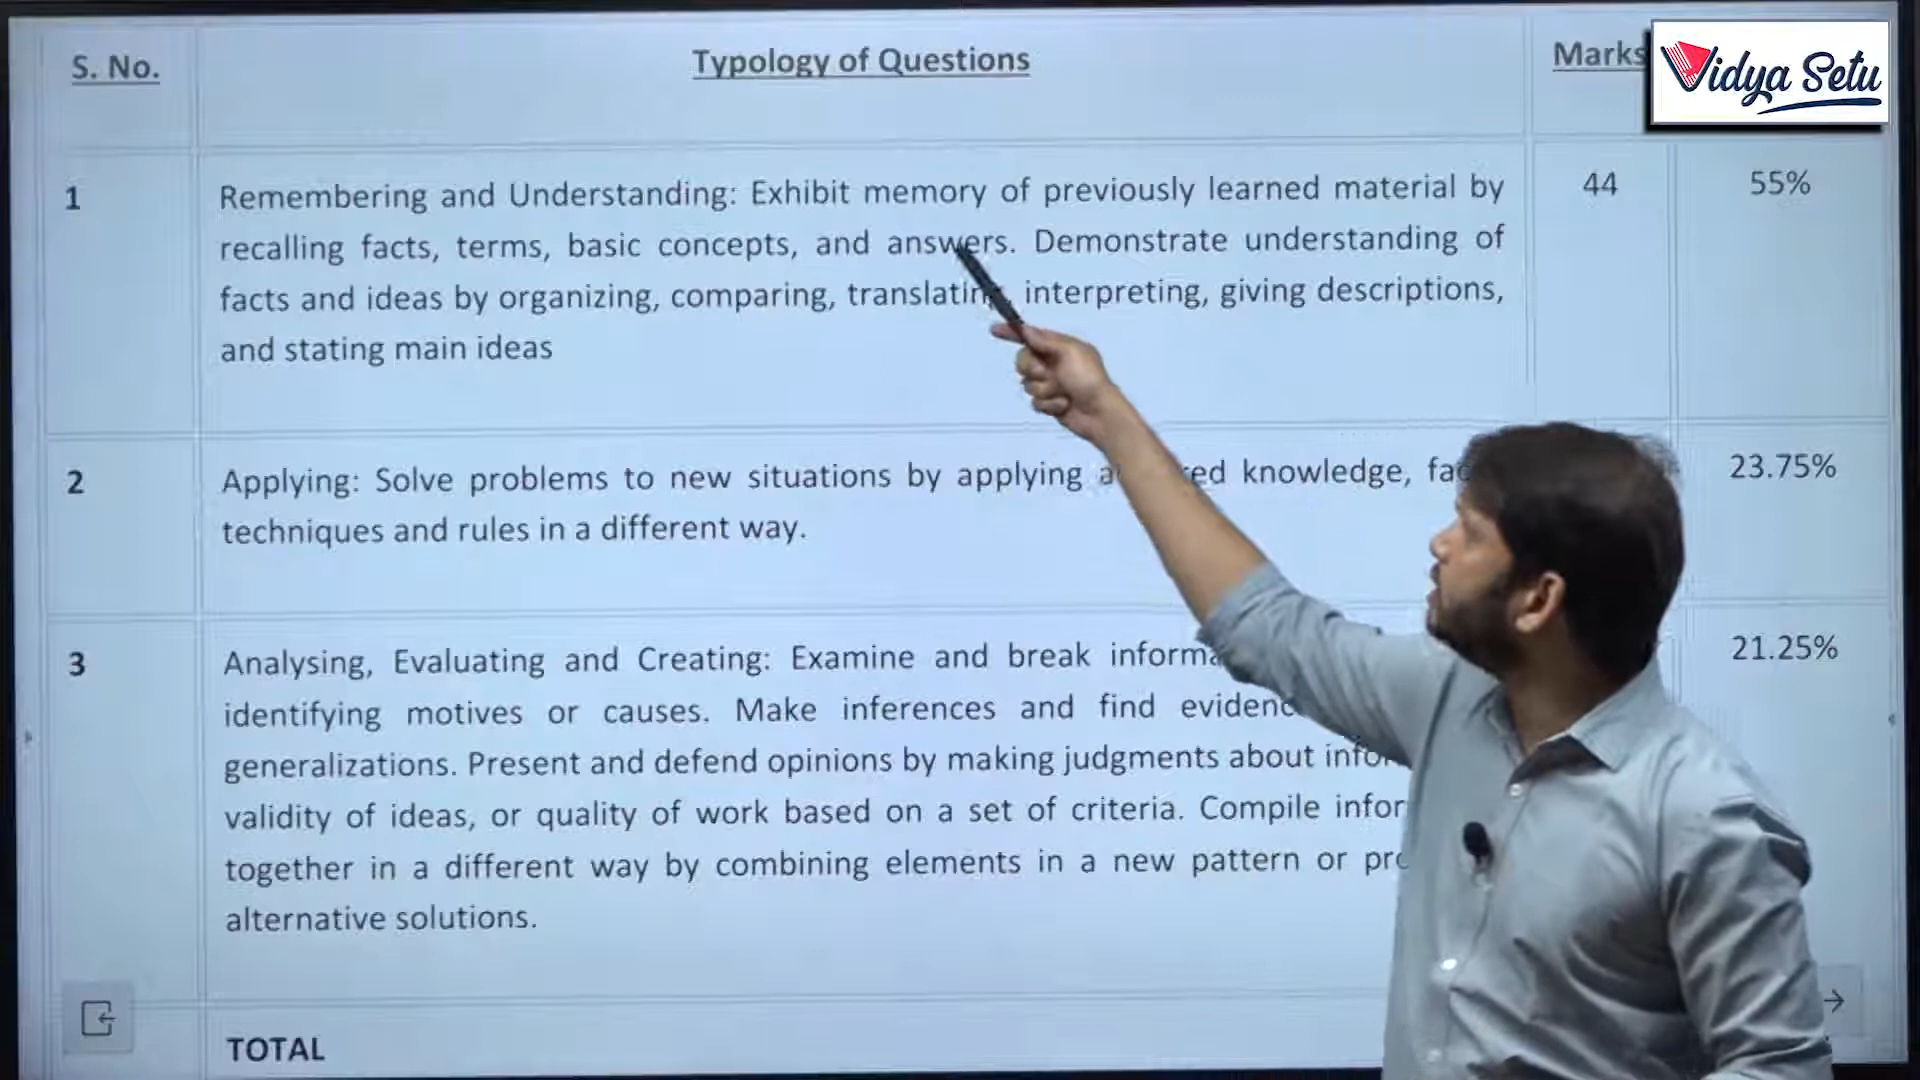 S. No.
Typology of Questions
Marks
Vidya Setu
1
Remembering and Understanding: Exhibit memory of previously learned material by
44
55%
recalling facts, terms, basic concepts, and answers. Demonstrate understanding of
facts and ideas by organizing, comparing, translating, interpreting, giving descriptions,
and stating main ideas
2
Applying: Solve problems to new situations by applying knowledge,
23.75%
techniques and rules in a different way.
3
Analysing, Evaluating and Creating: Examine and break
21.25%
identifying motives or causes. Make inferences and find
generalizations. Present and defend opinions by making judgments about
validity of ideas, or quality of work based on a set of criteria. Compile
together in a different way by combining elements in a new pattern or
alternative solutions.
TOTAL